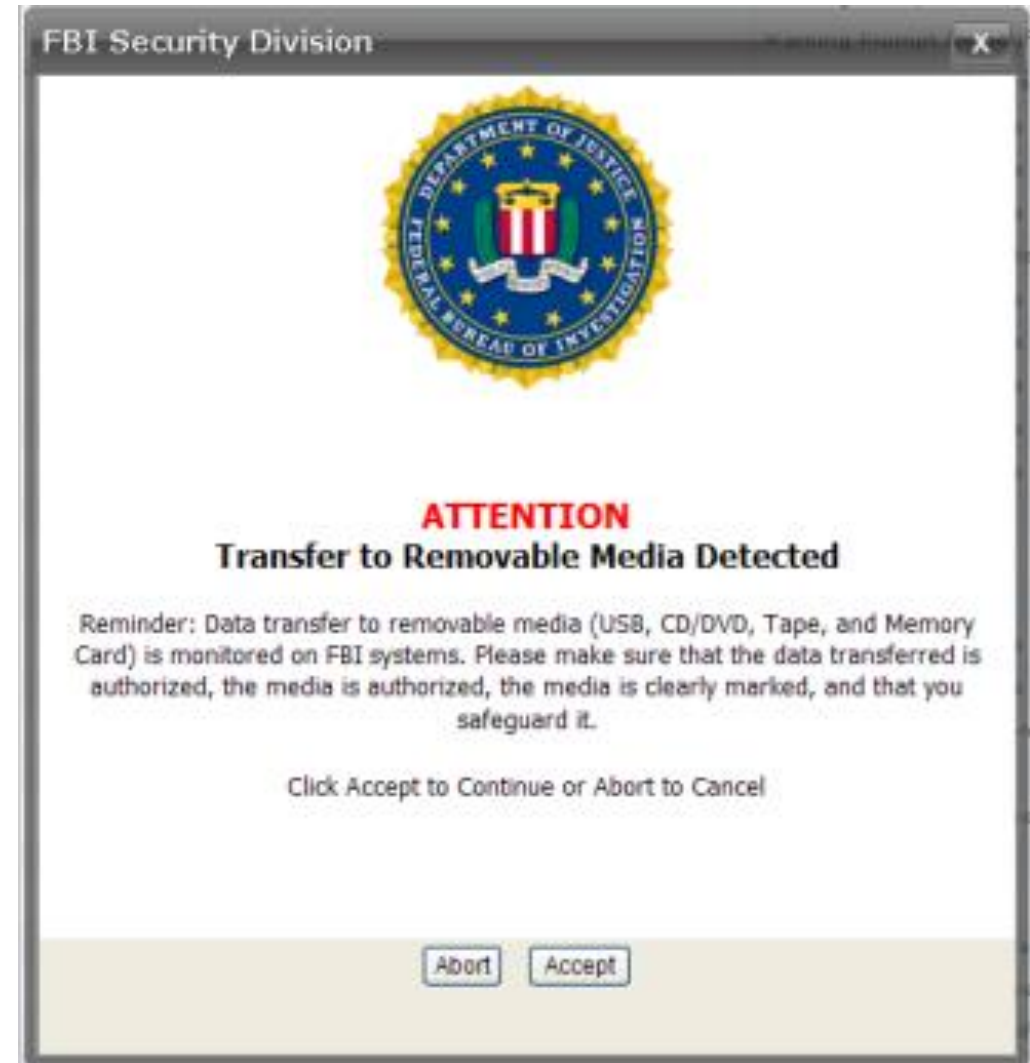 FBI Security Division
X
DEPARTMENT OF JUSTICE
FEDERAL BUREAU OF INVESTIGATION
ATTENTION
Transfer to Removable Media Detected
Reminder: Data transfer to removable media (USB, CD/DVD, Tape, and Memory
Card) is monitored on FBI systems. Please make sure that the data transferred is
authorized, the media is authorized, the media is clearly marked, and that you
safeguard it.
Click Accept to Continue or Abort to Cancel
Abort Accept